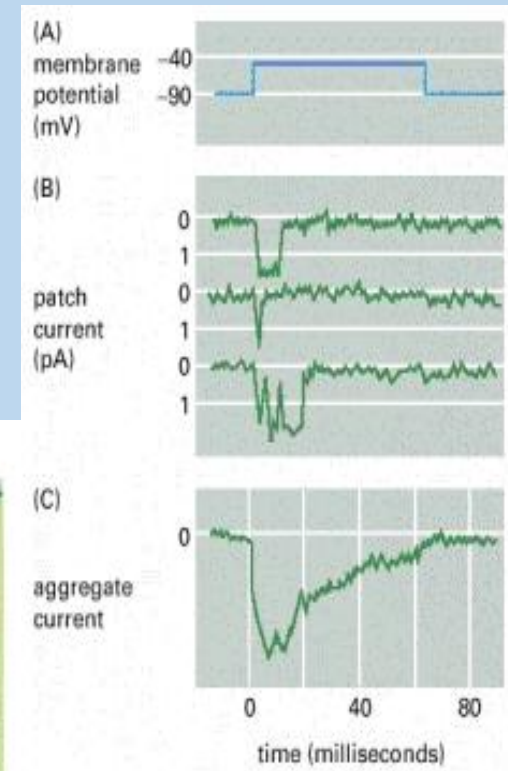 (A)
membrane −40
potential −90
(mV)
(B)
0
1
patch 0
current 1
(pA) 0
1
(C)
0
aggregate
current
0 40 80
time (milliseconds)